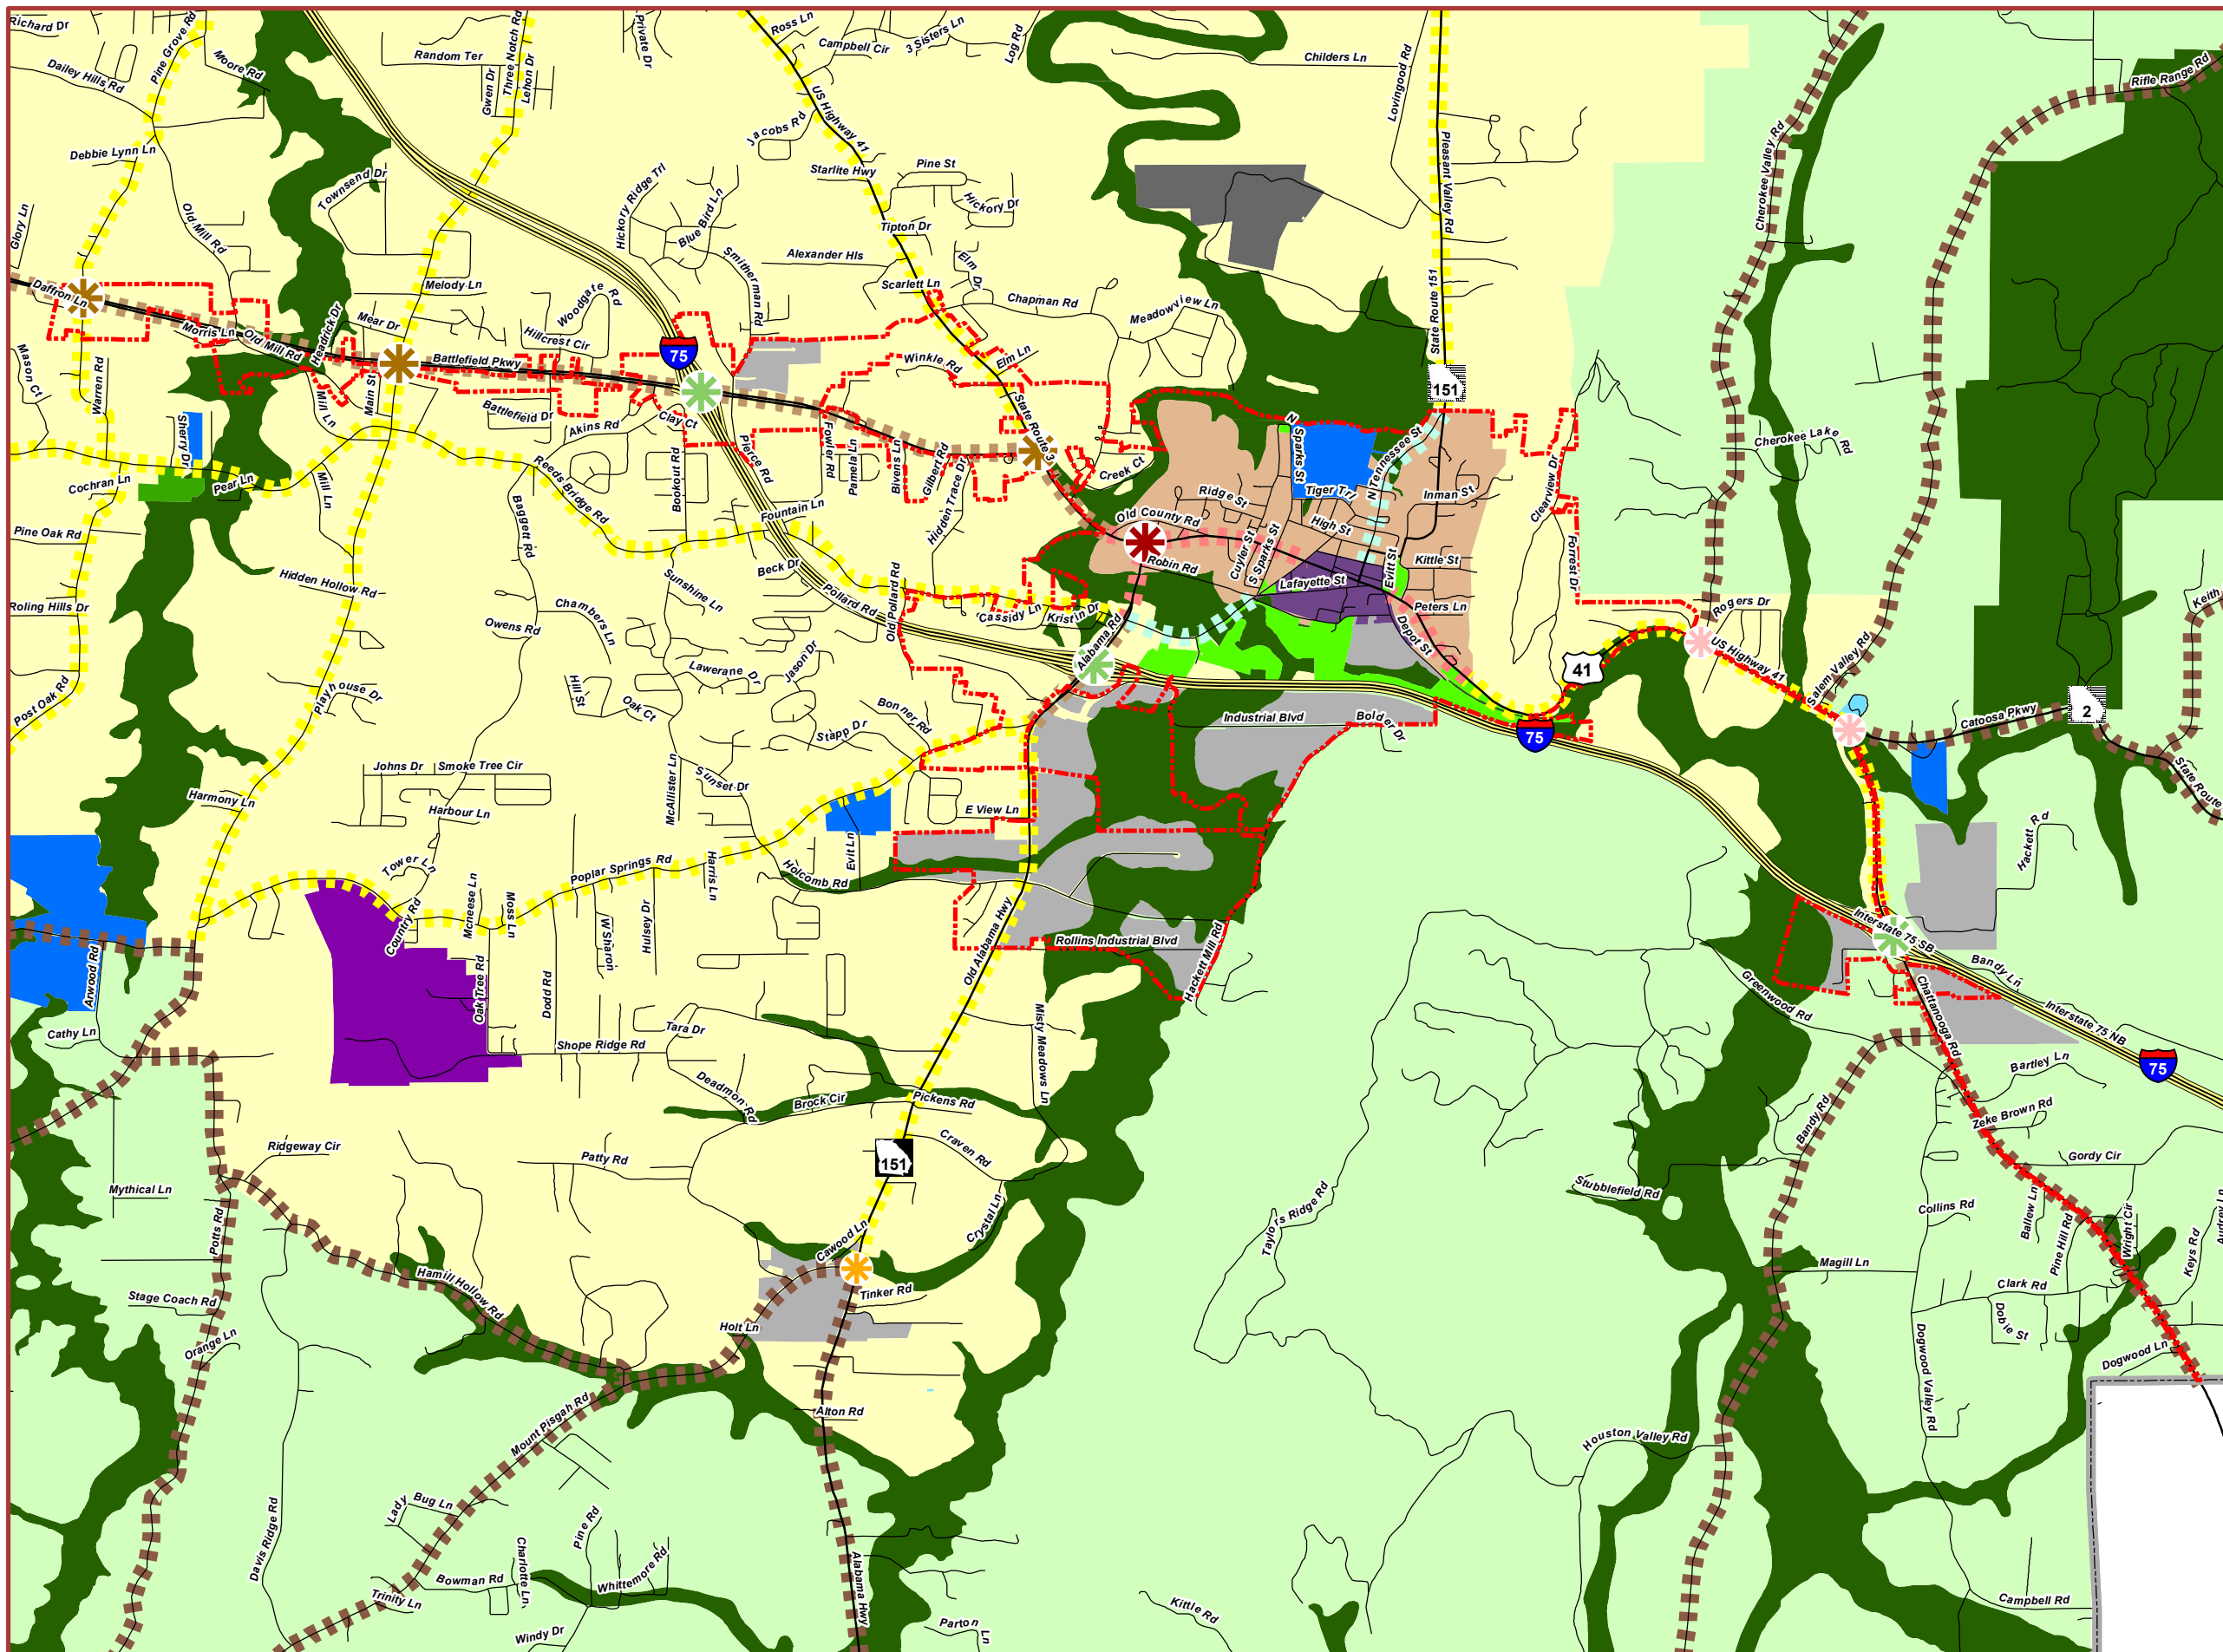 Richard Dr
Pine Grove Rd
Moore Rd
Dailey Hills Rd
Random Ter
Gwen Dr
Three Notch Rd
Lehon Dr
Private Dr
Ross Ln
Campbell Cir
3 Sisters Ln
Log Rd
Childers Ln
Lovingood Rd
Rifle Range Rd
US Highway 41
Jacobs Rd
Debbie Lynn Ln
Townsend Dr
Starlite Hwy
Pine St
Hickory Dr
Hickory Ridge Trl
Blue Bird Ln
Pleasant Valley Rd
Cherokee Valley Rd
Glory Ln
Old Mill Rd
Tipton Dr
Alexander Hls
Smitherman Rd
Elm Dr
Scarlett Ln
Chapman Rd
Meadowview Ln
State Route 151
Daffron Ln
Melody Ln
Woodgate Rd
Mear Dr
Hillcrest Cir
Morris Ln
Old Mill Rd
Headrick Dr
Battlefield Pkwy
75
Winkle Rd
Elm Ln
151
Mason Ct
Warren Rd
Main St
Mill Ln
Battlefield Dr
Akins Rd
Clay Ct
State Route 3
N Sparks St
N Tennessee St
Cherokee Lake Rd
Sherry Dr
Bookout Rd
Pierce Rd
Fowler Rd
Pamela Ln
Bivens Ln
Gilbert Rd
Hidden Trace Dr
Creek Ct
Cochran Ln
Pear Ln
Mill Ln
Reeds Bridge Rd
Baggett Rd
Fountain Ln
Ridge St
Tiger Trl
Inman St
Clearview Dr
Old County Rd
High St
Pine Oak Rd
Cuyler St
S Sparks St
Evitt St
Kittle St
Forrest Dr
Robin Rd
Lafayette St
Beck Dr
Hidden Hollow Rd
Sunshine Ln
Pollard Rd
Old Pollard Rd
Roling Hills Dr
Chambers Ln
Owens Rd
Cassidy Ln
Kristin Dr
Alabama Rd
Peters Ln
Depot St
Rogers Dr
Keith
US Highway 41
Salem Valley Rd
41
Lawerane Dr
Jason Dr
Post Oak Rd
Playhouse Dr
Hill St
Oak Ct
Bonner Rd
Stapp Dr
Industrial Blvd
Bolder Dr
75
Catoosa Pkwy
2
State Route
Johns Dr
Smoke Tree Cir
McAllister Ln
Sunset Dr
Harmony Ln
Harbour Ln
E View Ln
Evit Ln
Hackett Rd
Tower Ln
Poplar Springs Rd
Harris Ln
Holcomb Rd
Country Rd
Mcneese Ln
Moss Ln
W Sharon
Hulsey Dr
Old Alabama Hwy
Rollins Industrial Blvd
Hackett Mill Rd
Interstate 75 SB
Bandy Ln
Arwood Rd
Oak Tree Rd
Dodd Rd
Greenwood Rd
Chattanooga Rd
Interstate 75 NB
Cathy Ln
Tara Dr
Shope Ridge Rd
Misty Meadows Ln
75
Bartley Ln
Deadmon Rd
Brock Cir
Pickens Rd
Bandy Rd
Zeke Brown Rd
Ridgeway Cir
Patty Rd
151
Craven Rd
Gordy Cir
Mythical Ln
Stubblefield Rd
Potts Rd
Crystal Ln
Taylors Ridge Rd
Collins Rd
Ballew Ln
Pine Hill Rd
Wright Cir
Keys Rd
Audrey Ln
Cawood Ln
Hamill Hollow Rd
Magill Ln
Stage Coach Rd
Tinker Rd
Clark Rd
Holt Ln
Dobie St
Orange Ln
Dogwood Ln
Dogwood Valley Rd
Mount Pisgah Rd
Alton Rd
Houston Valley Rd
Davis Ridge Rd
Lady Bug Ln
Pine Rd
Charlotte Ln
Bowman Rd
Whittemore Rd
Trinity Ln
Alabama Hwy
Windy Dr
Parton Ln
Kittle Rd
Campbell Rd